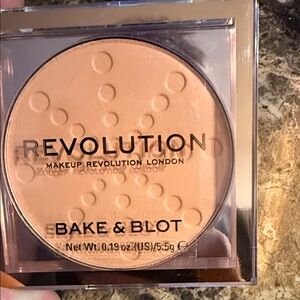 REVOLUTION
MAKEUP REVOLUTION LONDON
BAKE & BLOT
Net Wt. 0.19 oz.(US)/5.5g ℮